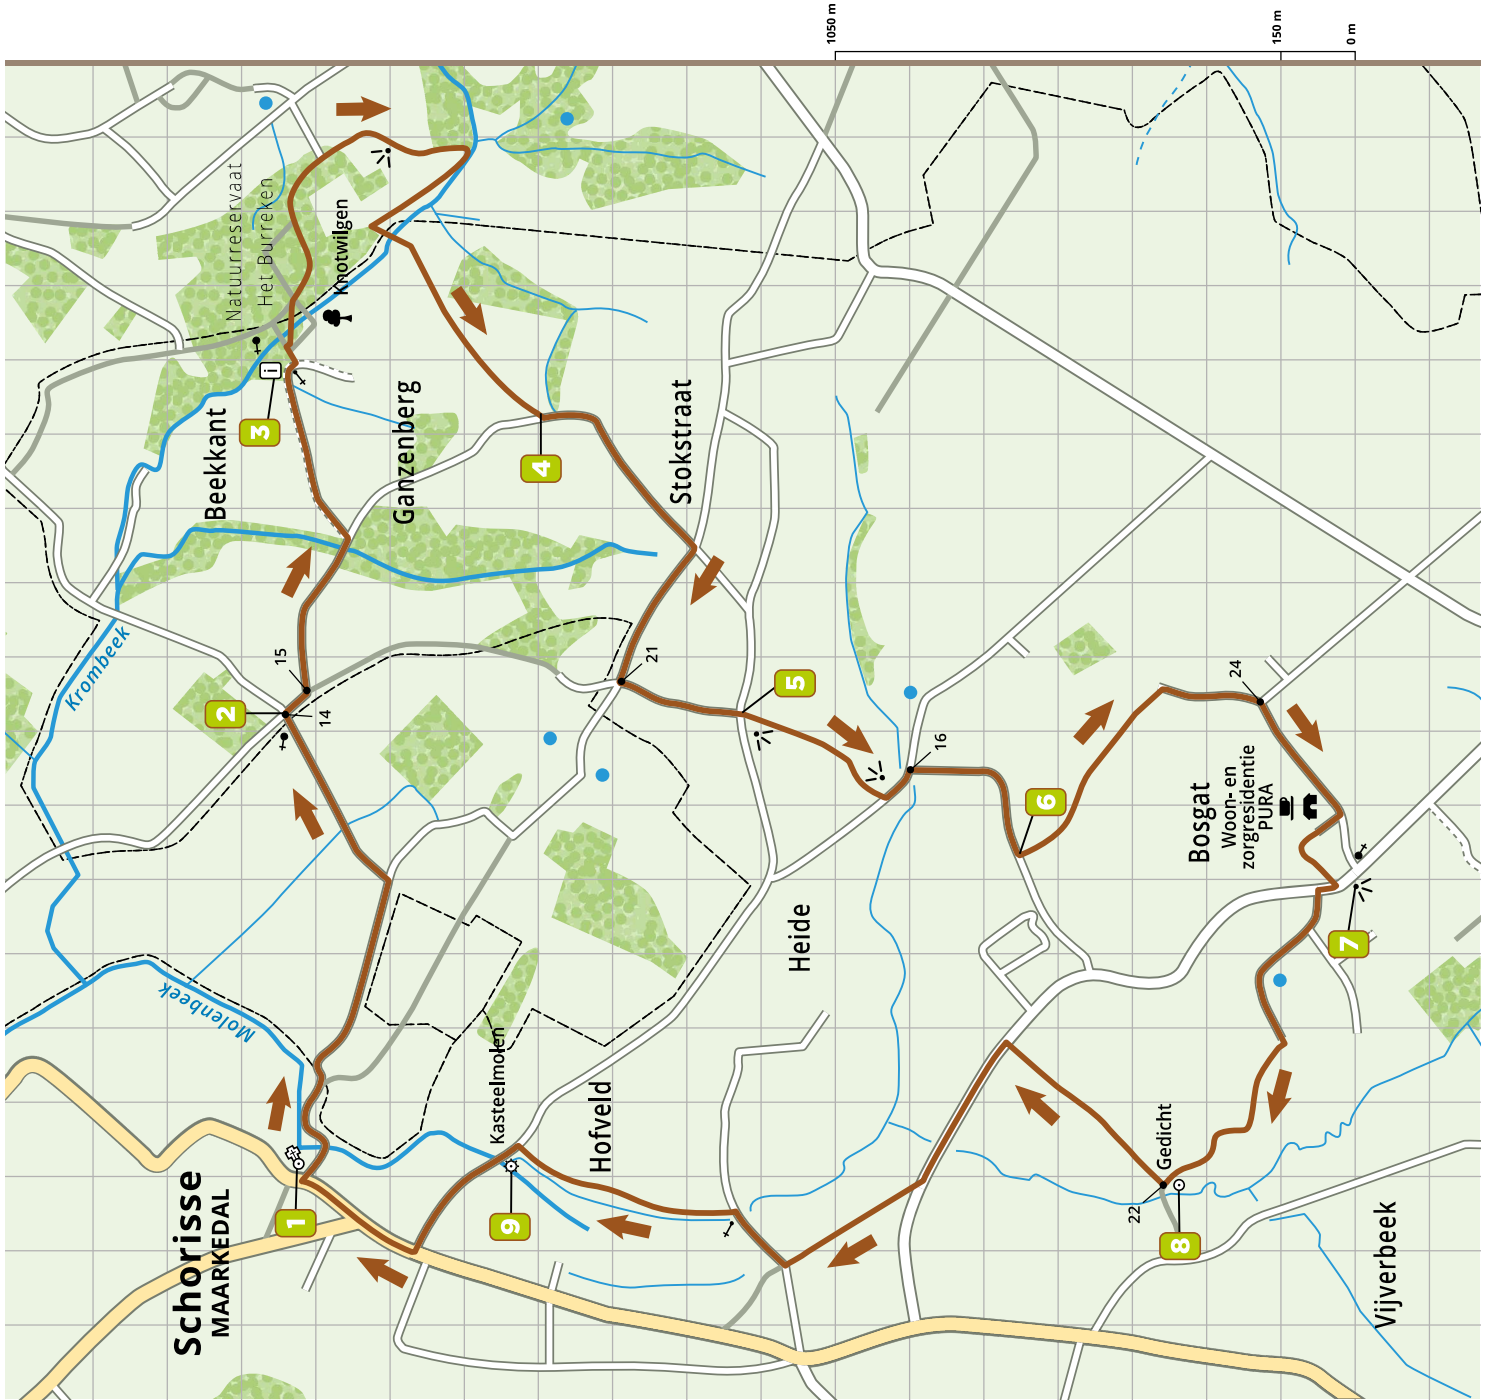 Schorisse
MAARKEDAL
1
Molenbeek
Krombeek
2
14
15
Beekkant
3
i
Natuurreservaat
Het Burreken
Knotwilgen
Ganzenberg
4
Stokstraat
21
5
16
Heide
Kasteelmolen
9
Hofveld
6
24
Bosgat
Woon- en
zorgresidentie
PURA
7
Gedicht
22
8
Vijverbeek
1050 m
150 m
0 m